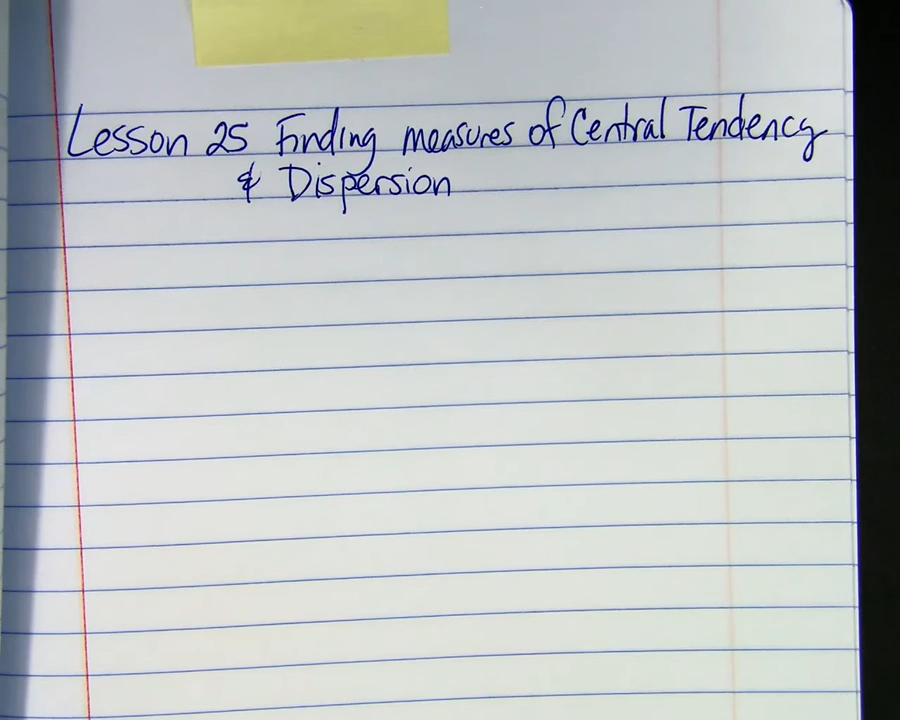 Lesson 25 Finding measures of Central Tendency
& Dispersion